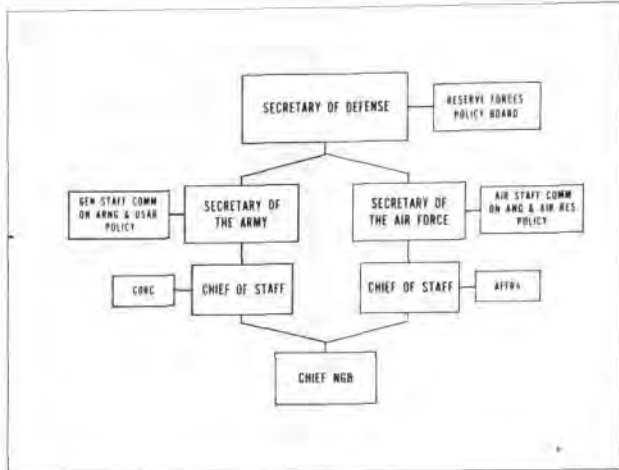 SECRETARY OF DEFENSE
RESERVE FORCES
POLICY BOARD
GEN STAFF COMM
ON ARNG & USAR
POLICY
SECRETARY OF
THE ARMY
SECRETARY OF
THE AIR FORCE
AIR STAFF COMM
ON ANG & AIR RES
POLICY
CHIEF OF STAFF
CHIEF OF STAFF
CHIEF NGB